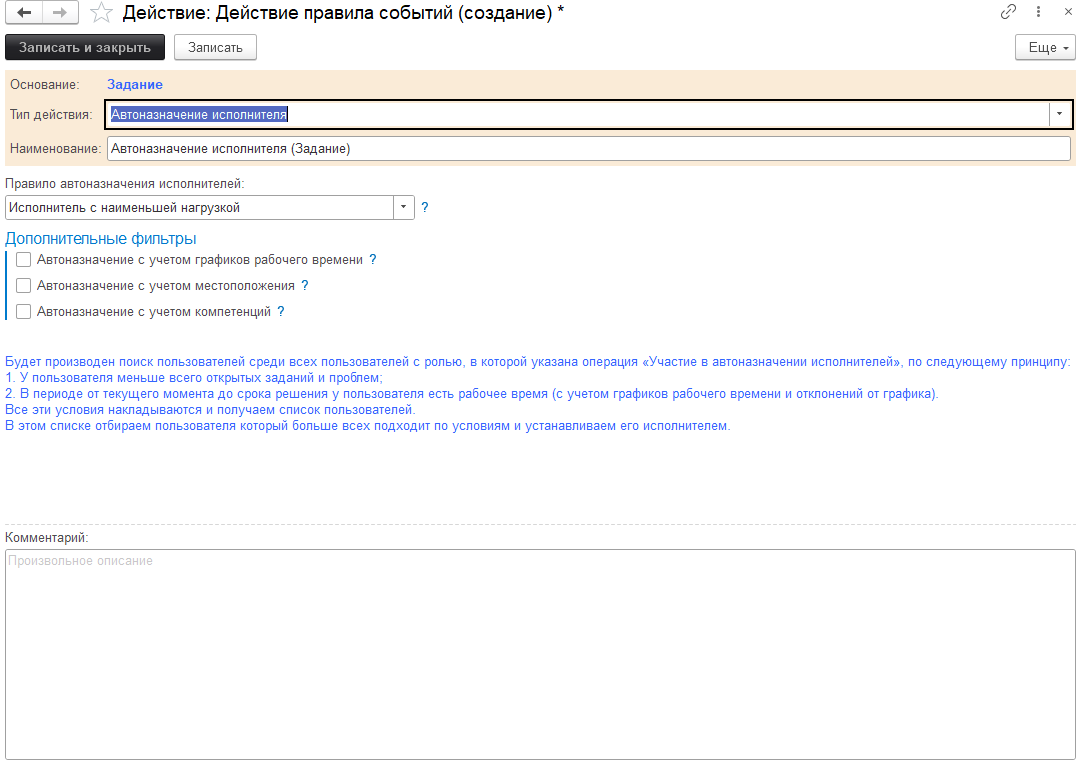 Действие: Действие правила событий (создание) *
Записать и закрыть
Записать
Еще
Основание: Задание
Тип действия: Автоназначение исполнителя
Наименование: Автоназначение исполнителя (Задание)
Правило автоназначения исполнителей:
Исполнитель с наименьшей нагрузкой ?
Дополнительные фильтры
Автоназначение с учетом графиков рабочего времени ?
Автоназначение с учетом местоположения ?
Автоназначение с учетом компетенций ?
Будет производен поиск пользователей среди всех пользователей с ролью, в которой указана операция «Участие в автоназначении исполнителей», по следующему принципу:
1. У пользователя меньше всего открытых заданий и проблем;
2. В периоде от текущего момента до срока решения у пользователя есть рабочее время (с учетом графиков рабочего времени и отклонений от графика).
Все эти условия накладываются и получаем список пользователей.
В этом списке отбираем пользователя который больше всех подходит по условиям и устанавливаем его исполнителем.
Комментарий:
Произвольное описание